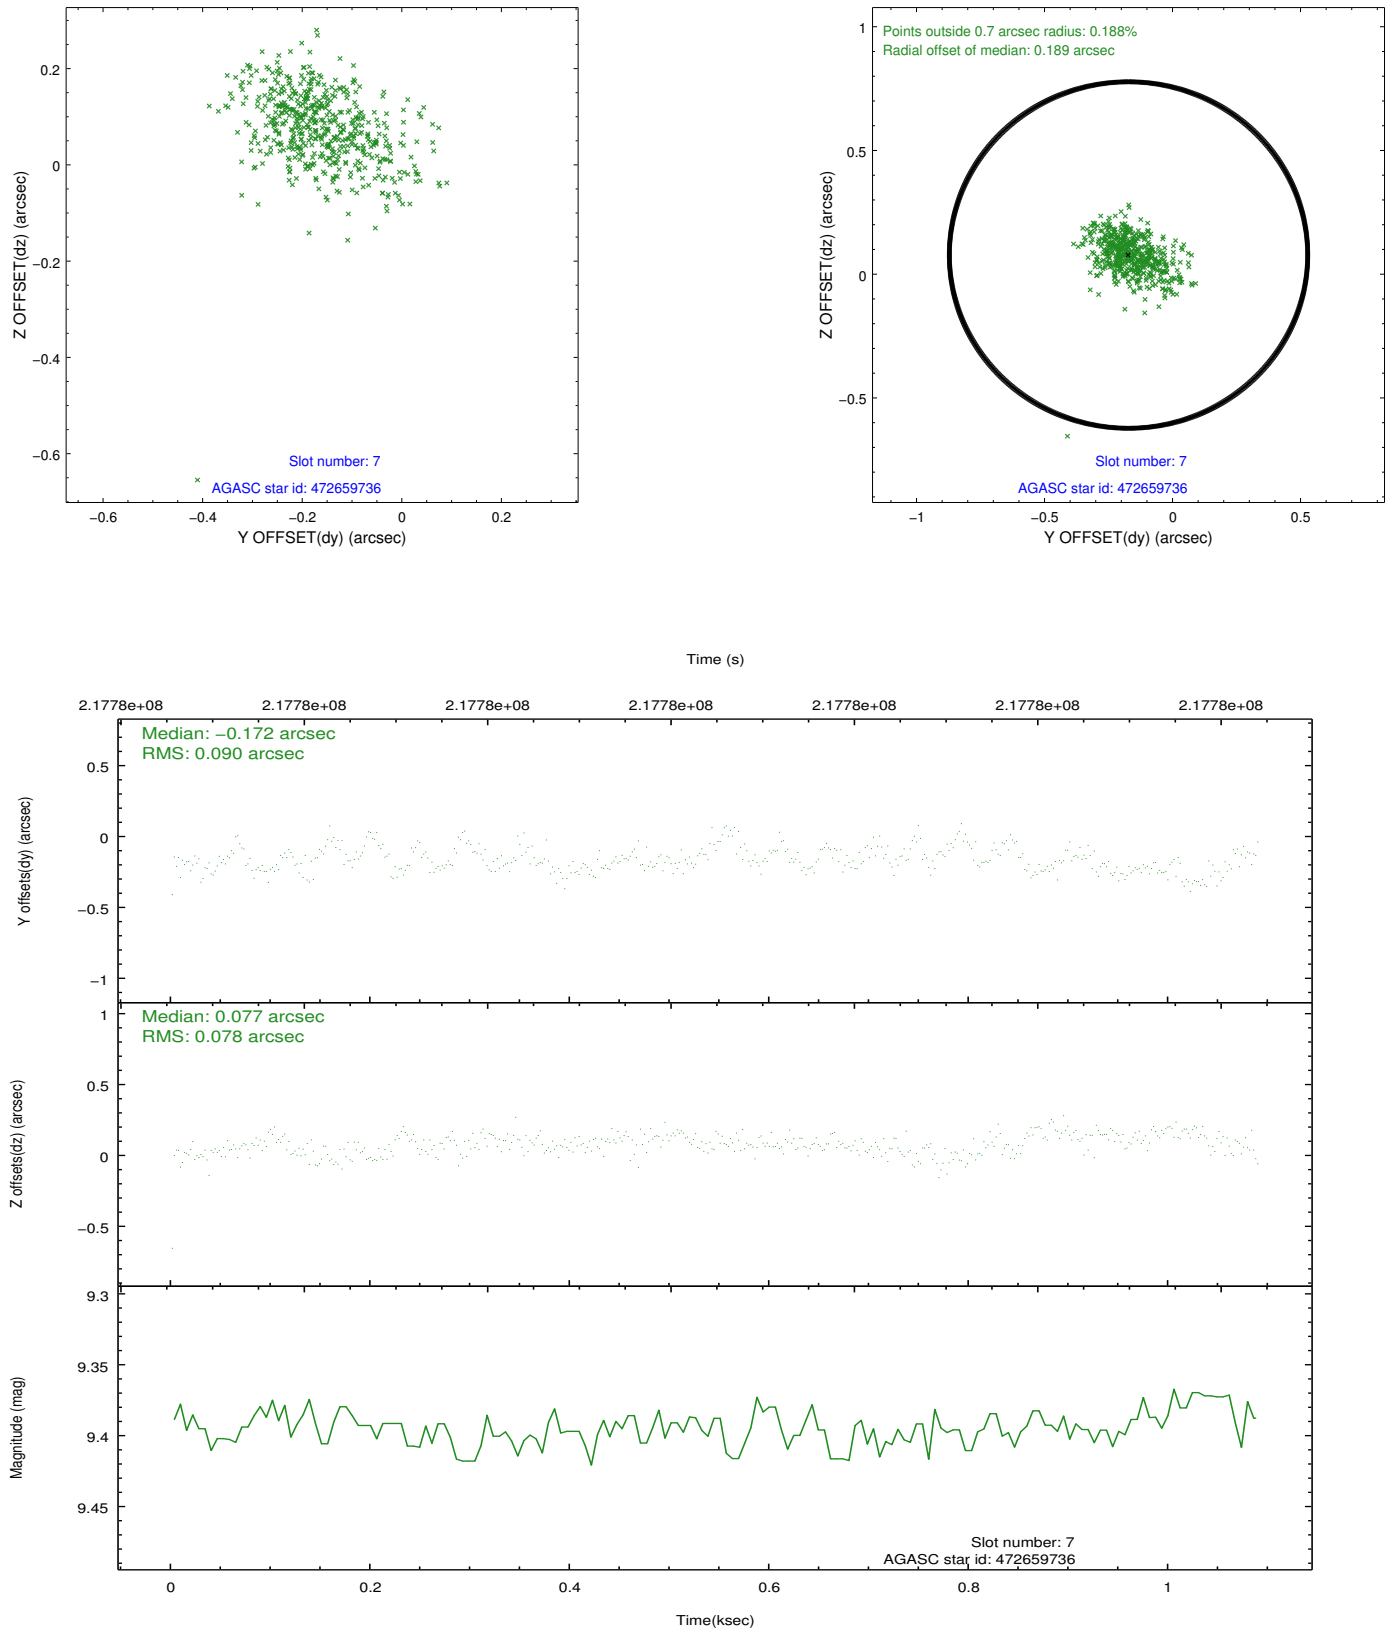 0.2
0
−0.2
−0.4
−0.6
Z OFFSET(dz) (arcsec)
Slot number: 7
AGASC star id: 472659736
−0.6
−0.4
−0.2
0
0.2
Y OFFSET(dy) (arcsec)
Points outside 0.7 arcsec radius: 0.188%
Radial offset of median: 0.189 arcsec
1
0.5
0
−0.5
Z OFFSET(dz) (arcsec)
Slot number: 7
AGASC star id: 472659736
−1
−0.5
0
0.5
Y OFFSET(dy) (arcsec)
Time (s)
2.1778e+08
2.1778e+08
2.1778e+08
2.1778e+08
2.1778e+08
2.1778e+08
2.1778e+08
Median: −0.172 arcsec
RMS: 0.090 arcsec
0.5
0
−0.5
−1
Y offsets(dy) (arcsec)
Median: 0.077 arcsec
RMS: 0.078 arcsec
1
0.5
0
−0.5
Z offsets(dz) (arcsec)
9.3
9.35
9.4
9.45
Magnitude (mag)
Slot number: 7
AGASC star id: 472659736
0
0.2
0.4
0.6
0.8
1
Time(ksec)